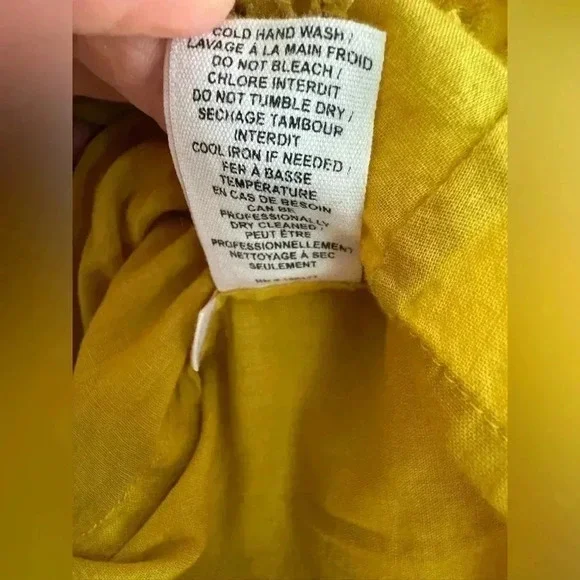 COLD HAND WASH /
LAVAGE À LA MAIN FROID
DO NOT BLEACH /
CHLORE INTERDIT
DO NOT TUMBLE DRY /
SECHAGE TAMBOUR
INTERDIT
COOL IRON IF NEEDED /
FER À BASSE
TEMPÉRATURE
EN CAS DE BESOIN
CAN BE
PROFESSIONALLY
DRY CLEANED /
PEUT ÊTRE
PROFESSIONNELLEMENT
NETTOYAGE À SEC
SEULEMENT